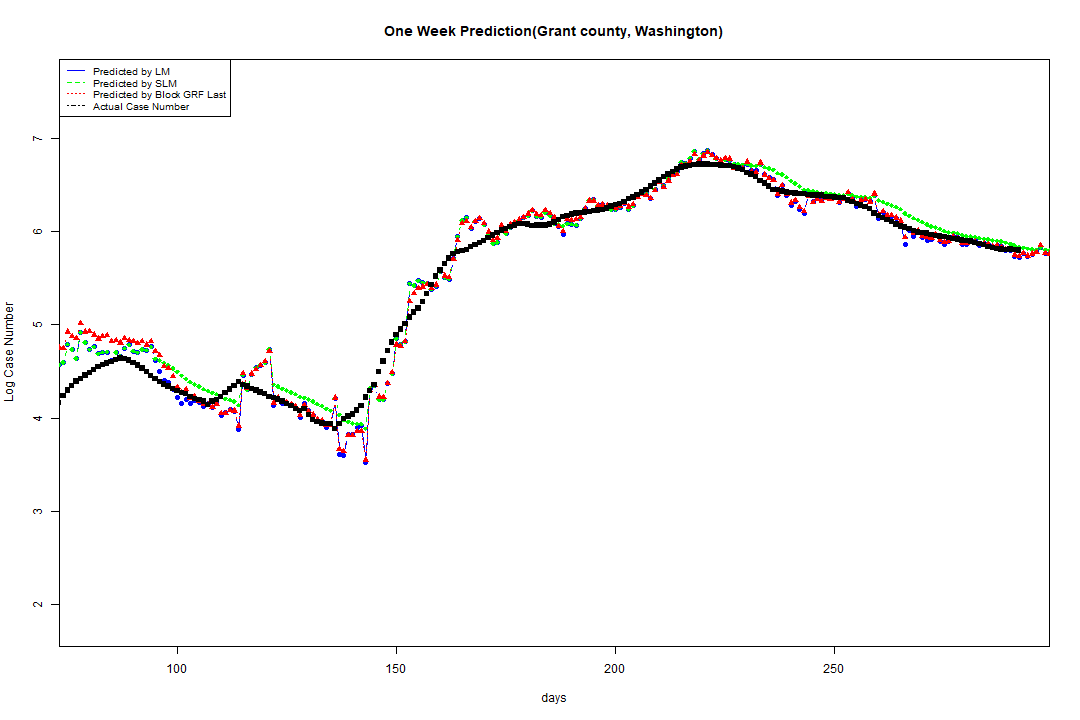 One Week Prediction(Grant county, Washington)
Predicted by LM
Predicted by SLM
Predicted by Block GRF Last
Actual Case Number
7
6
5
4
3
2
Log Case Number
100 150 200 250
days